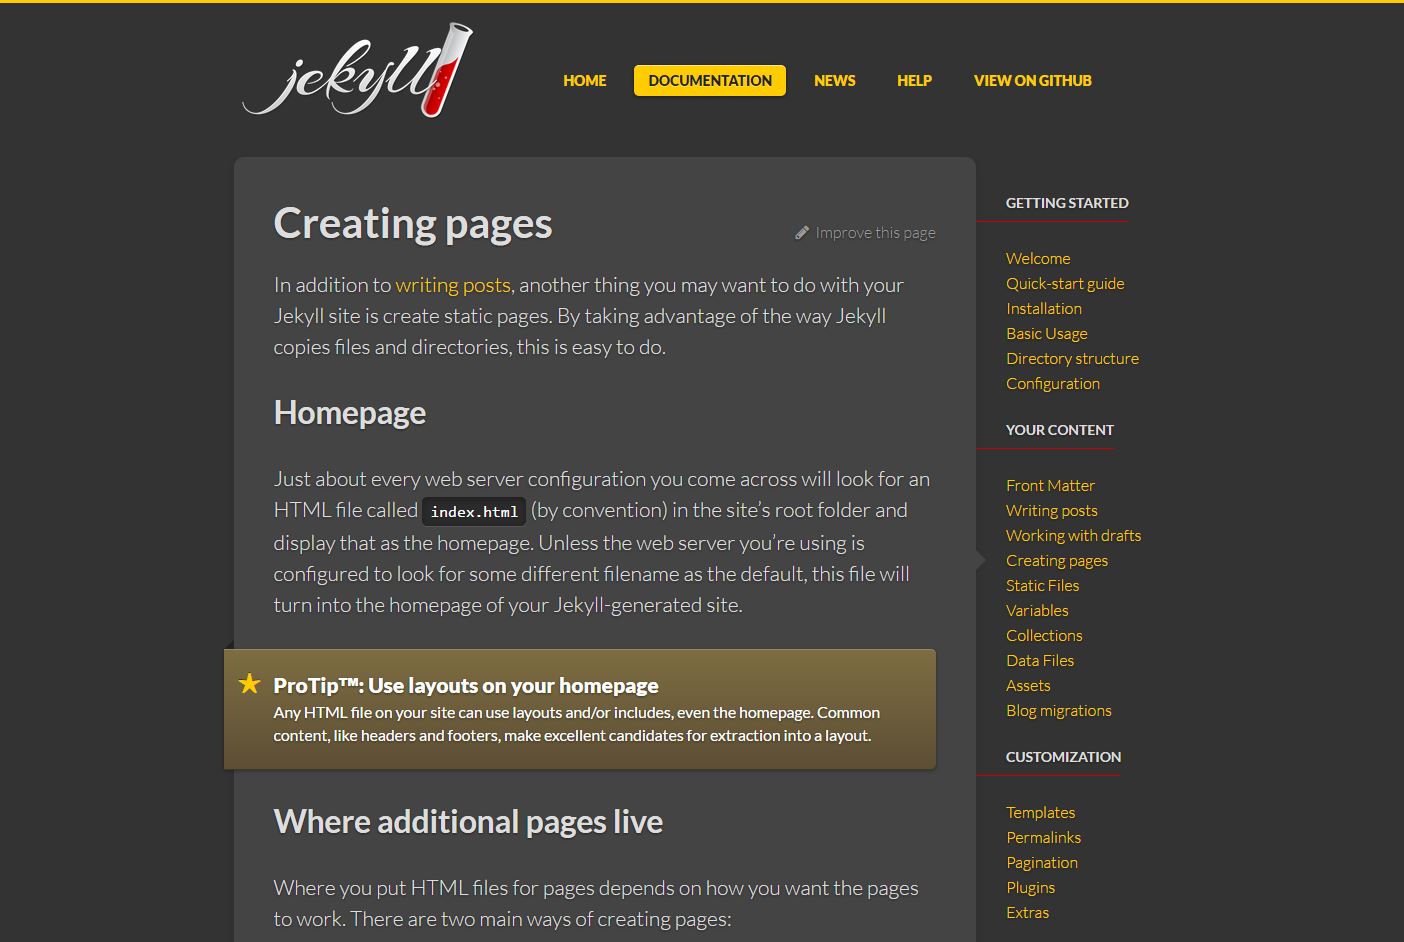 jekyll
HOME
DOCUMENTATION
NEWS
HELP
VIEW ON GITHUB
Creating pages
Improve this page
In addition to writing posts, another thing you may want to do with your
Jekyll site is create static pages. By taking advantage of the way Jekyll
copies files and directories, this is easy to do.
Homepage
Just about every web server configuration you come across will look for an
HTML file called index.html (by convention) in the site’s root folder and
display that as the homepage. Unless the web server you’re using is
configured to look for some different filename as the default, this file will
turn into the homepage of your Jekyll-generated site.
ProTip™: Use layouts on your homepage
Any HTML file on your site can use layouts and/or includes, even the homepage. Common
content, like headers and footers, make excellent candidates for extraction into a layout.
Where additional pages live
Where you put HTML files for pages depends on how you want the pages
to work. There are two main ways of creating pages:
GETTING STARTED
Welcome
Quick-start guide
Installation
Basic Usage
Directory structure
Configuration
YOUR CONTENT
Front Matter
Writing posts
Working with drafts
Creating pages
Static Files
Variables
Collections
Data Files
Assets
Blog migrations
CUSTOMIZATION
Templates
Permalinks
Pagination
Plugins
Extras